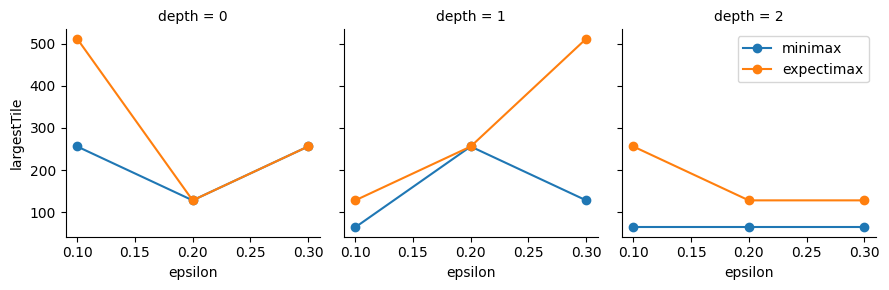 depth = 0
depth = 1
depth = 2
largestTile
500
400
300
200
100
minimax
expectimax
0.10 0.15 0.20 0.25 0.30
0.10 0.15 0.20 0.25 0.30
0.10 0.15 0.20 0.25 0.30
epsilon
epsilon
epsilon